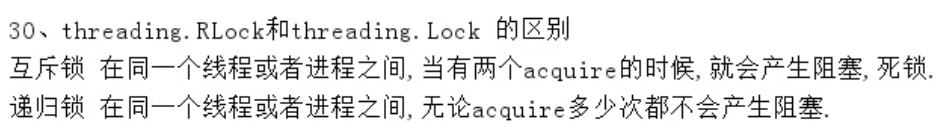 30、threading.RLock和threading.Lock 的区别
互斥锁 在同一个线程或者进程之间,当有两个acquire的时候,就会产生阻塞,死锁.
递归锁 在同一个线程或者进程之间,无论acquire多少次都不会产生阻塞.